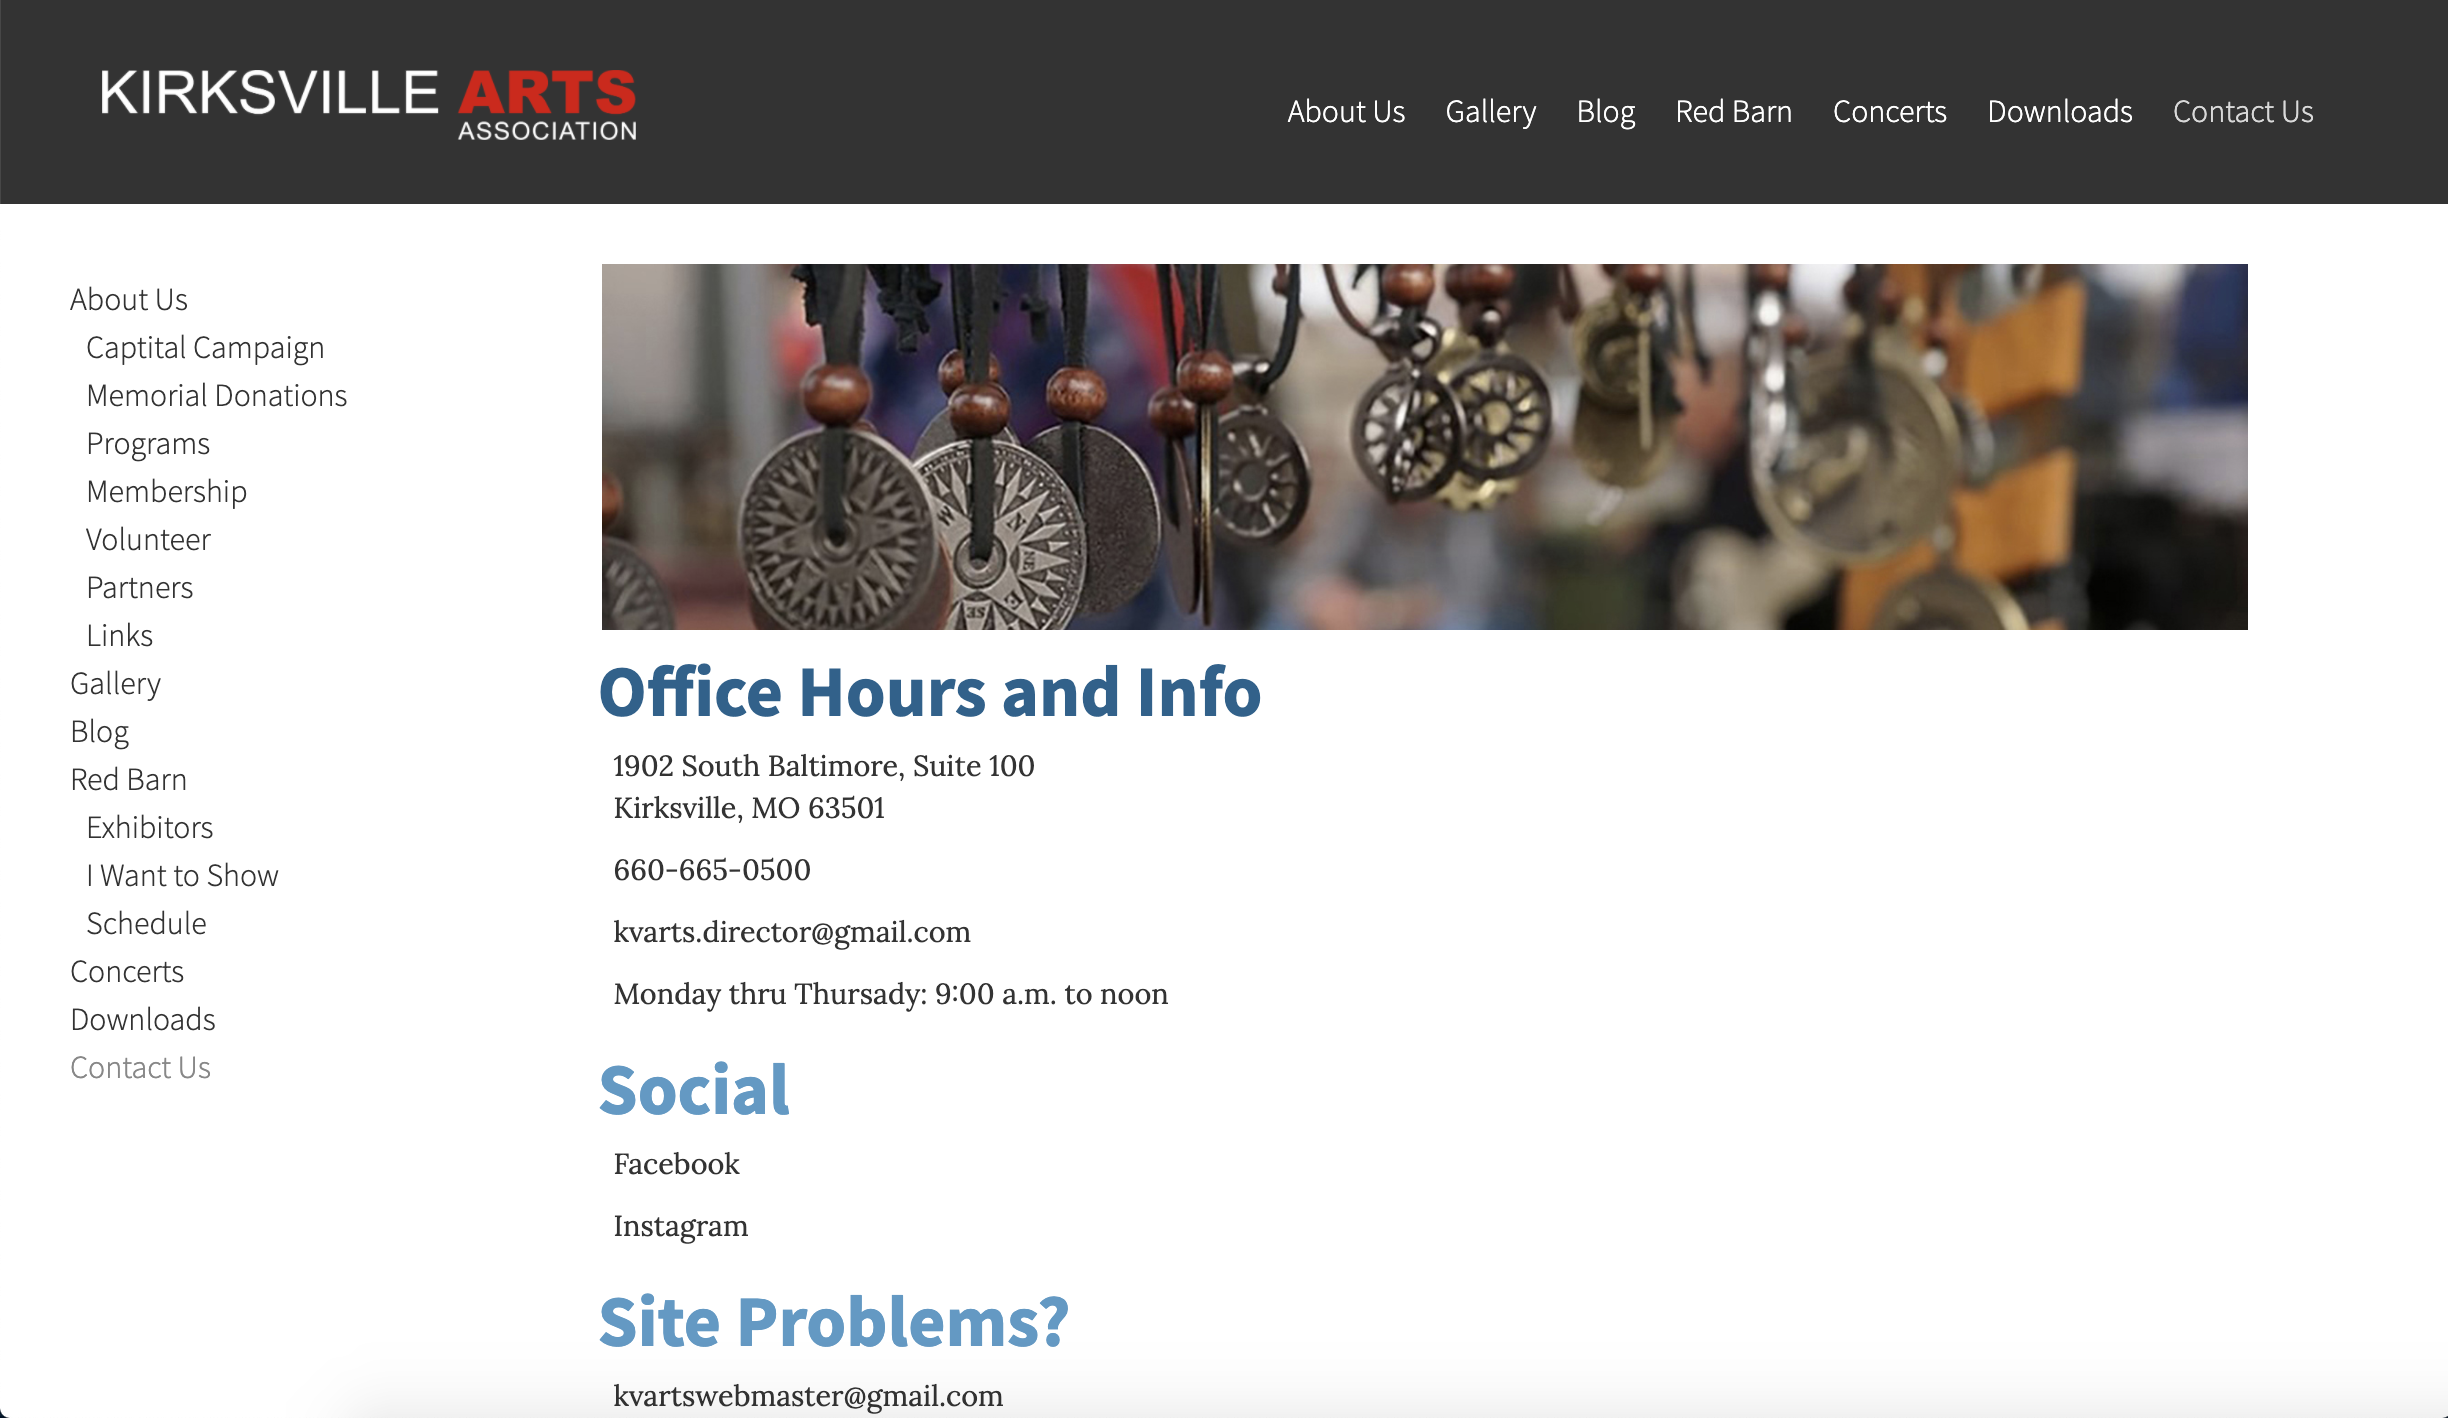 KIRKSVILLE ARTS
ASSOCIATION
About Us Gallery Blog Red Barn Concerts Downloads Contact Us
About Us
Captital Campaign
Memorial Donations
Programs
Membership
Volunteer
Partners
Links
Gallery
Blog
Red Barn
Exhibitors
I Want to Show
Schedule
Concerts
Downloads
Contact Us
N
NE
E
SE
Office Hours and Info
1902 South Baltimore, Suite 100
Kirksville, MO 63501
660-665-0500
kvarts.director@gmail.com
Monday thru Thursady: 9:00 a.m. to noon
Social
Facebook
Instagram
Site Problems?
kvartswebmaster@gmail.com